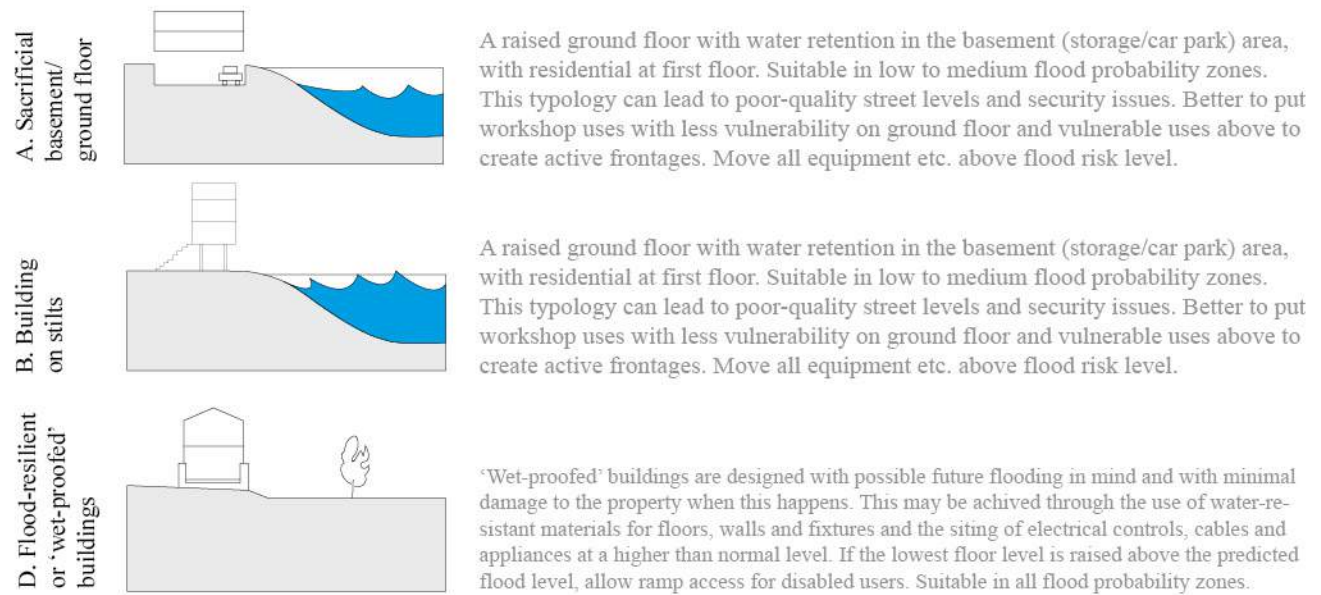 A. Sacrificial
basement/
ground floor
A raised ground floor with water retention in the basement (storage/car park) area,
with residential at first floor. Suitable in low to medium flood probability zones.
This typology can lead to poor-quality street levels and security issues. Better to put
workshop uses with less vulnerability on ground floor and vulnerable uses above to
create active frontages. Move all equipment etc. above flood risk level.
B. Building
on stilts
A raised ground floor with water retention in the basement (storage/car park) area,
with residential at first floor. Suitable in low to medium flood probability zones.
This typology can lead to poor-quality street levels and security issues. Better to put
workshop uses with less vulnerability on ground floor and vulnerable uses above to
create active frontages. Move all equipment etc. above flood risk level.
D. Flood-resilient
or ‘wet-proofed’
buildings
‘Wet-proofed’ buildings are designed with possible future flooding in mind and with minimal
damage to the property when this happens. This may be achived through the use of water-re-
sistant materials for floors, walls and fixtures and the siting of electrical controls, cables and
appliances at a higher than normal level. If the lowest floor level is raised above the predicted
flood level, allow ramp access for disabled users. Suitable in all flood probability zones.